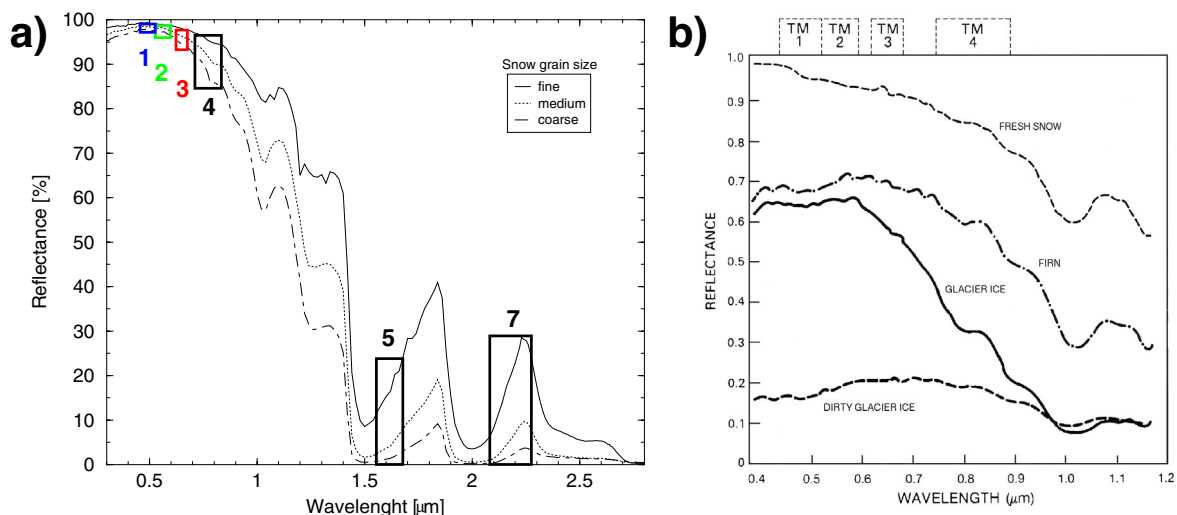 a)
Reflectance [%]
100
90
80
70
60
50
40
30
20
10
0
1
2
3
4
5
7
Snow grain size
fine
medium
coarse
0.5
1
1.5
2
2.5
Wavelenght [µm]
b)
TM 1
TM 2
TM 3
TM 4
REFLECTANCE
1.0
0.9
0.8
0.7
0.6
0.5
0.4
0.3
0.2
0.1
0.0
FRESH SNOW
FIRN
GLACIER ICE
DIRTY GLACIER ICE
0.4
0.5
0.6
0.7
0.8
0.9
1.0
1.1
1.2
WAVELENGTH (µm)